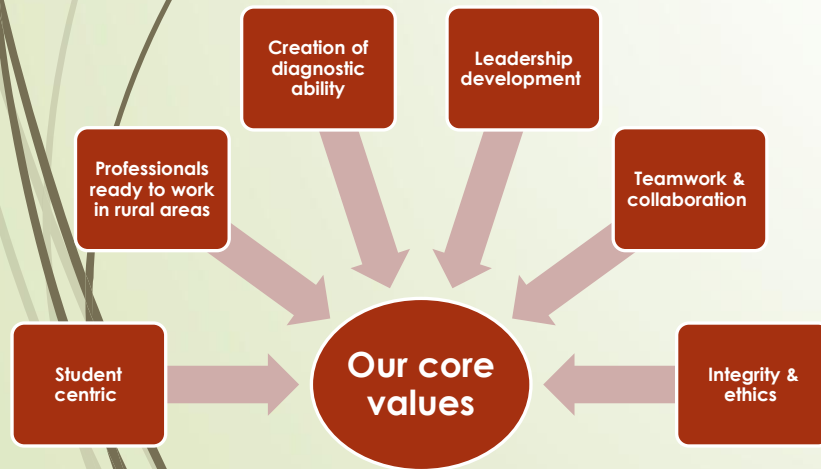 Creation of
diagnostic
ability
Leadership
development
Professionals
ready to work
in rural areas
Teamwork &
collaboration
Student
centric
Our core
values
Integrity &
ethics